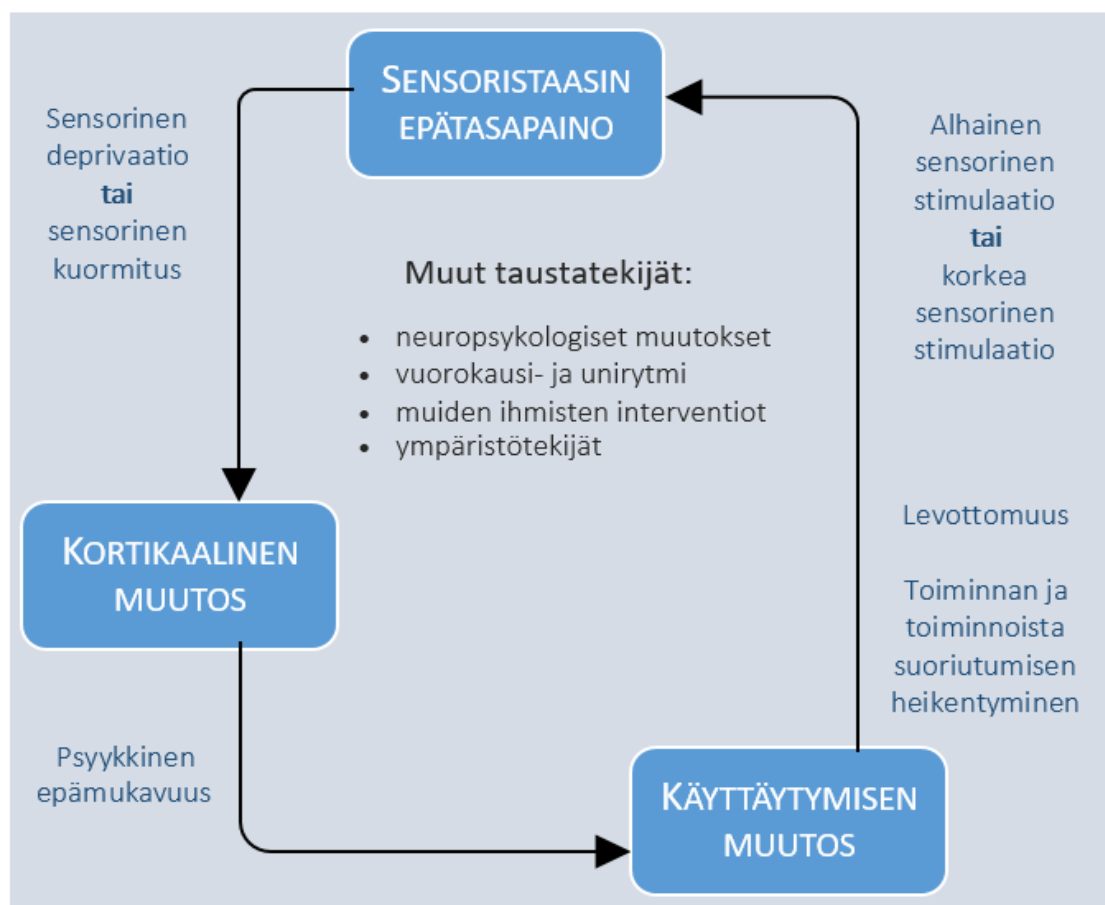 SENSORISTAASIN
EPÄTASAPAINO
Sensorinen
deprivaatio
tai
sensorinen
kuormitus
Alhainen
sensorinen
stimulaatio
tai
korkea
sensorinen
stimulaatio
Muut taustatekijät:
• neuropsykologiset muutokset
• vuorokausi- ja unirytmi
• muiden ihmisten interventiot
• ympäristötekijät
KORTIKAALINEN
MUUTOS
Levottomuus
Toiminnan ja
toiminnoista
suoriutumisen
heikentyminen
Psyykkinen
epämukavuus
KÄYTTÄYTYMISEN
MUUTOS